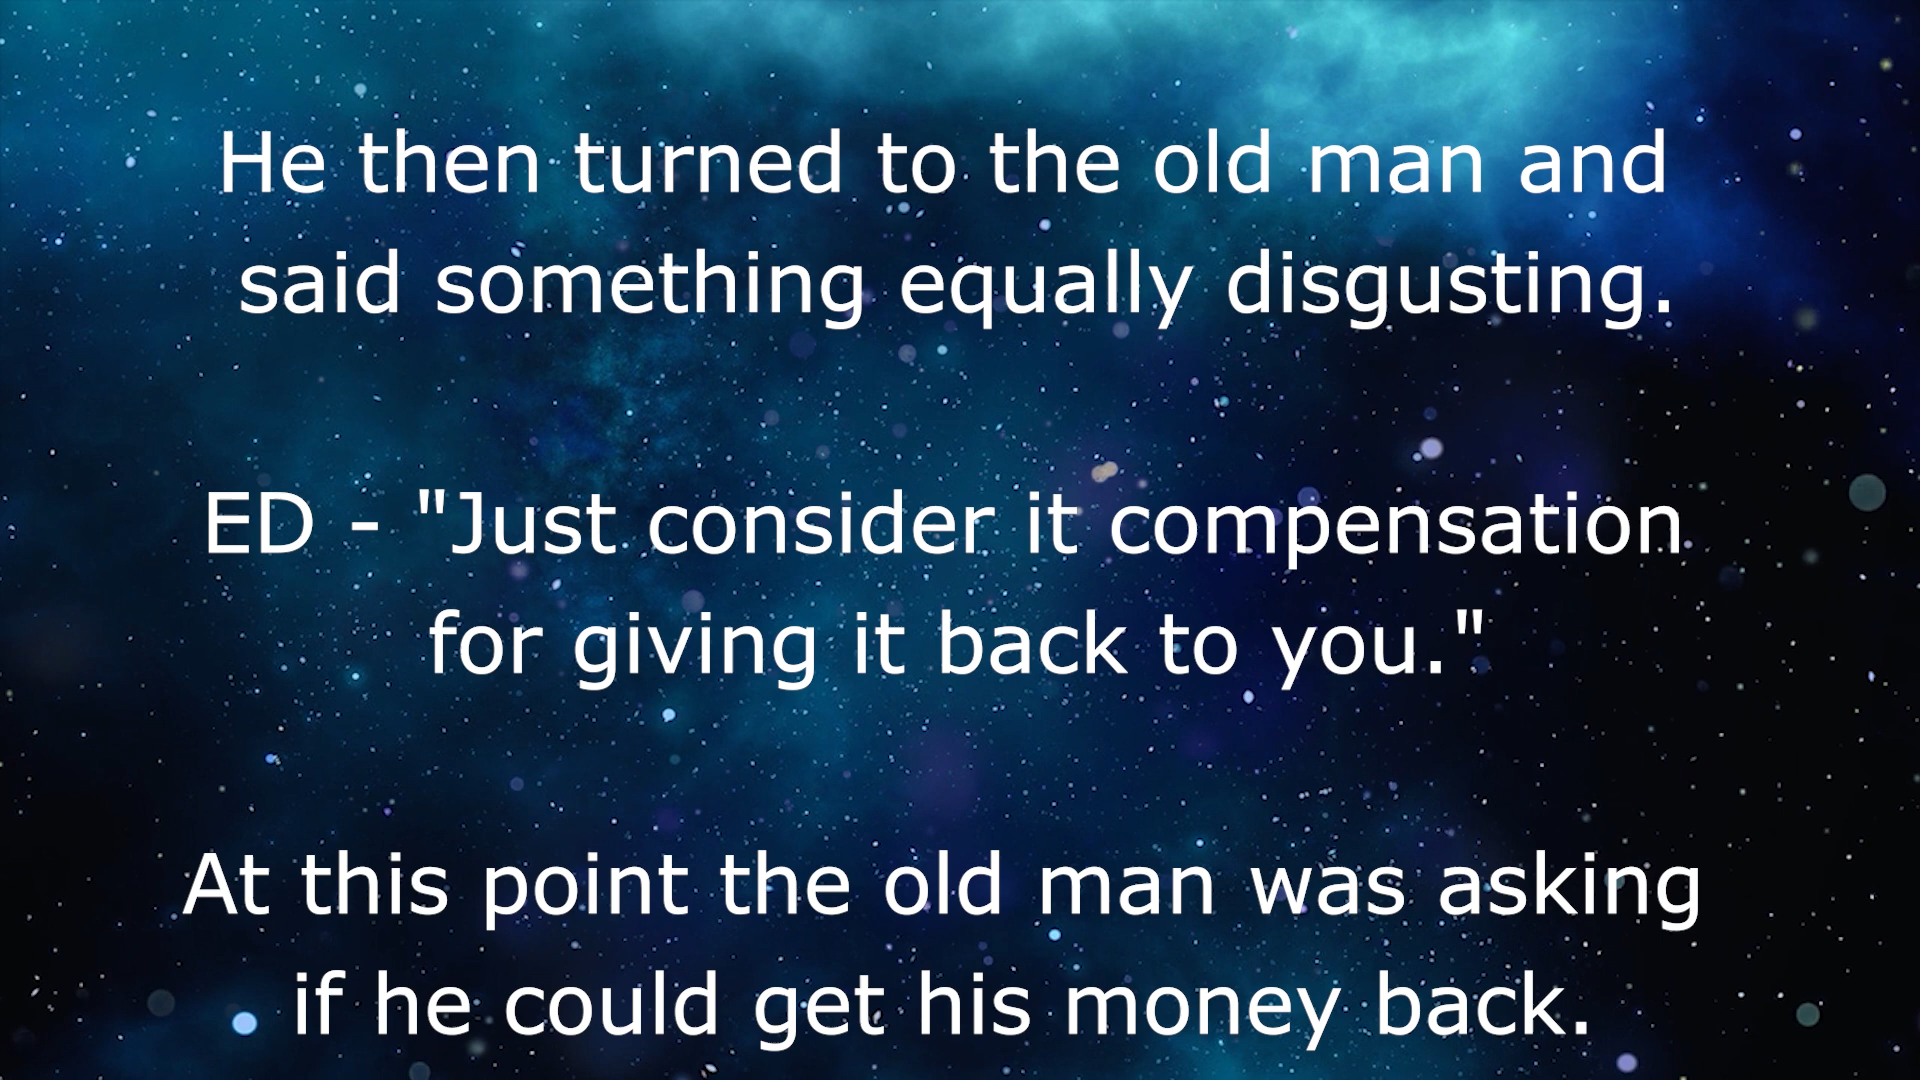 He then turned to the old man and
said something equally disgusting.
ED - "Just consider it compensation
for giving it back to you."
At this point the old man was asking
if he could get his money back.